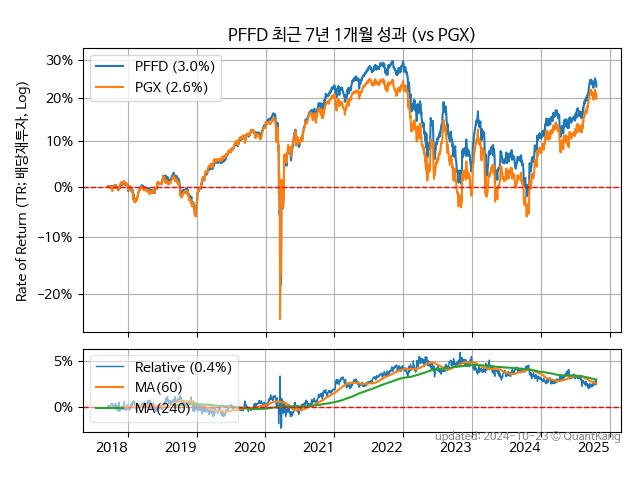 PFFD 최근 7년 1개월 성과 (vs PGX)
Rate of Return (TR: 배당재투자, Log)
30%
20%
10%
0%
−10%
−20%
PFFD (3.0%)
PGX (2.6%)
5%
0%
Relative (0.4%)
MA(60)
MA(240)
2018
2019
2020
2021
2022
2023
2024
2025
updated: 2024-10-23 © QuantKang